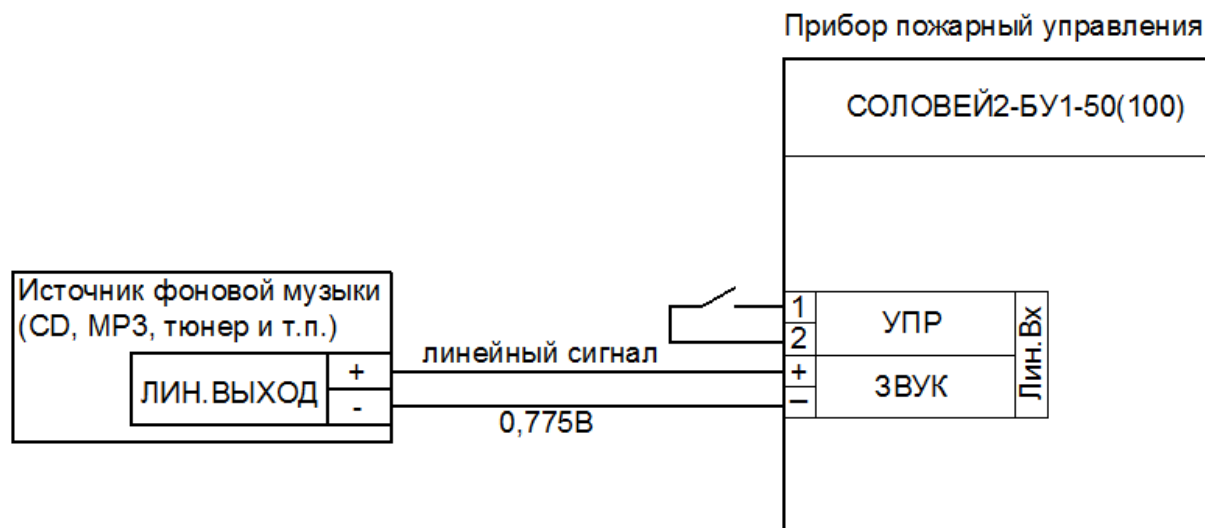 Прибор пожарный управления
СОЛОВЕЙ2-БУ1-50(100)
Источник фоновой музыки
(CD, MP3, тюнер и т.п.)
ЛИН.ВЫХОД
+
-
линейный сигнал
0,775В
1
2
+
–
УПР
ЗВУК
Лин.Вх